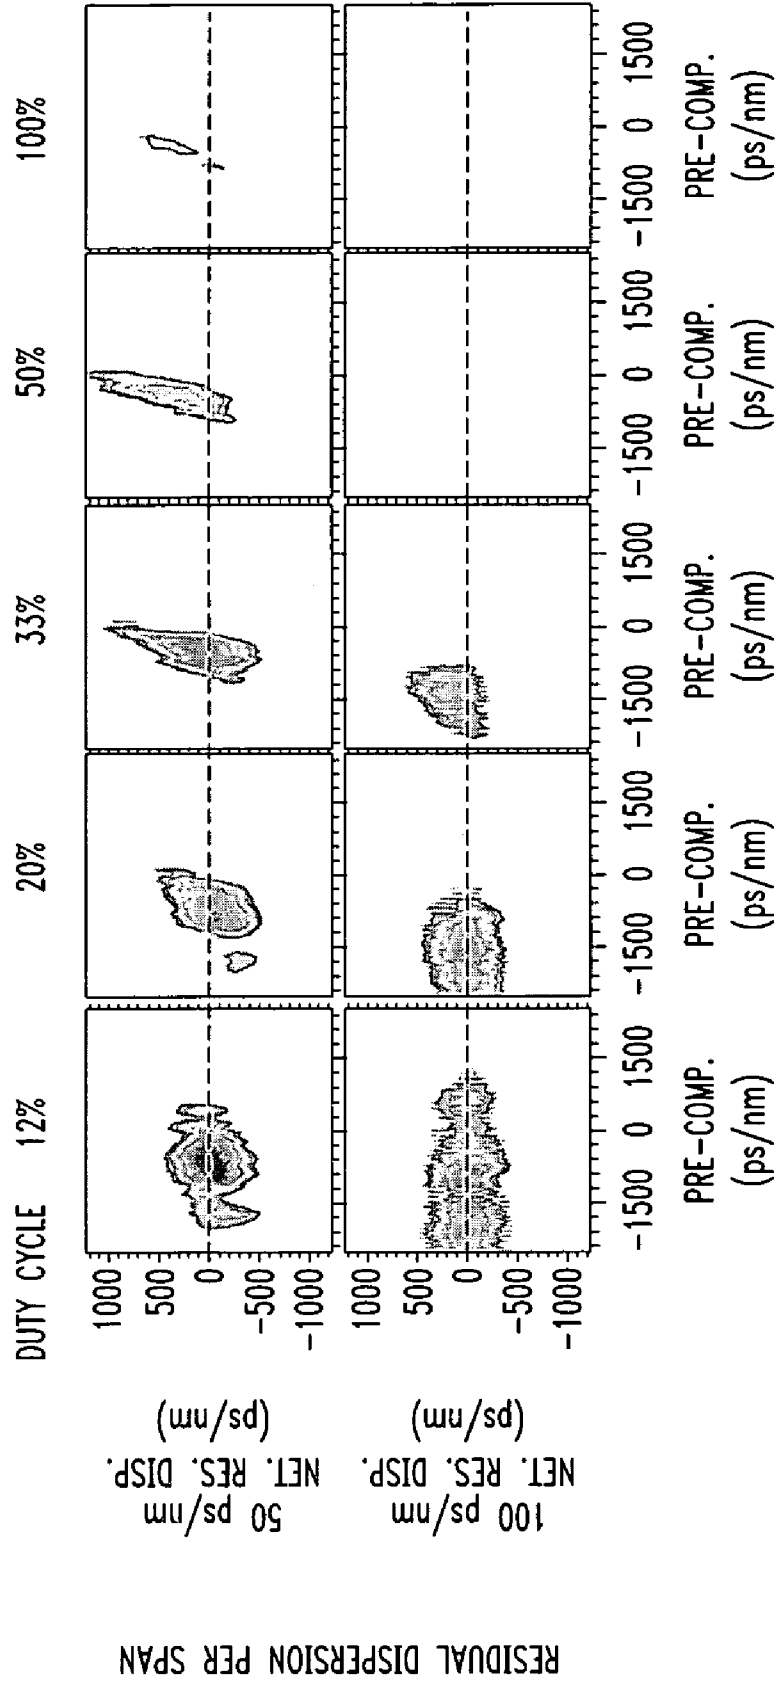 DUTY CYCLE 12% 20% 33% 50% 100%
RESIDUAL DISPERSION PER SPAN
50 ps/nm
NET. RES. DISP.
(ps/nm)
1000
500
0
-500
-1000
100 ps/nm
NET. RES. DISP.
(ps/nm)
1000
500
0
-500
-1000
-1500 0 1500 -1500 0 1500 -1500 0 1500 -1500 0 1500 -1500 0 1500
PRE-COMP. PRE-COMP. PRE-COMP. PRE-COMP. PRE-COMP.
(ps/nm) (ps/nm) (ps/nm) (ps/nm) (ps/nm)